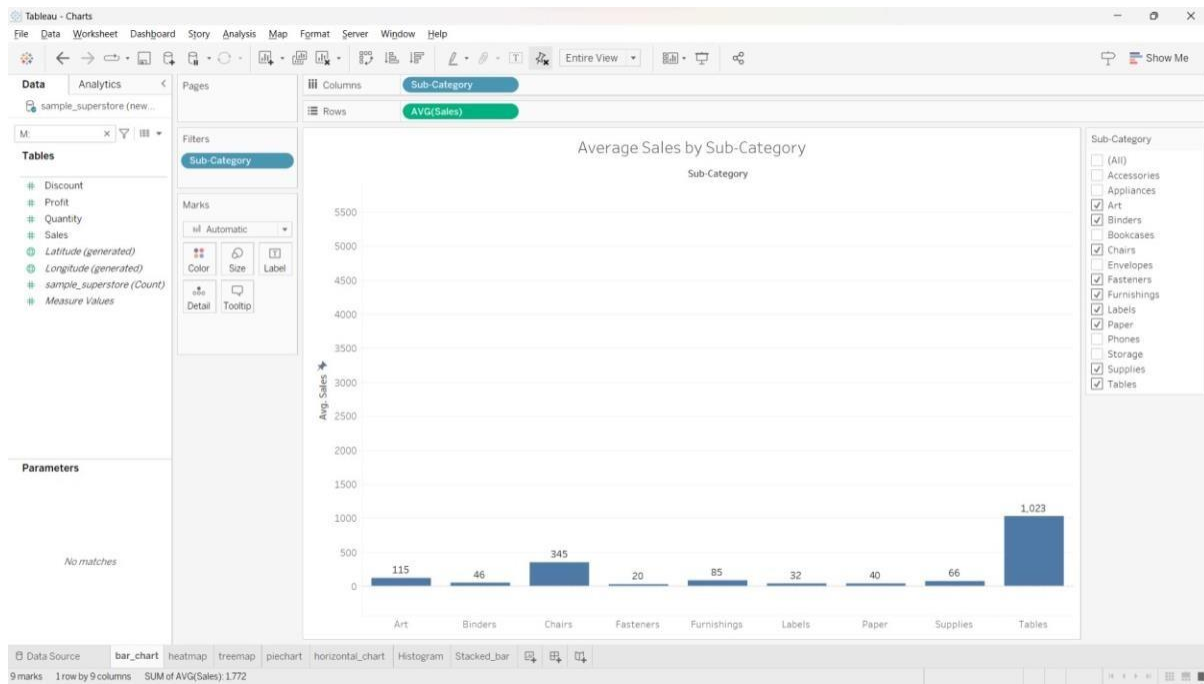 Tableau - Charts
File Data Worksheet Dashboard Story Analysis Map Format Server Window Help
Entire View
Show Me
Data Analytics
sample_superstore (new...
M:
Tables
Discount
Profit
Quantity
Sales
Latitude (generated)
Longitude (generated)
sample_superstore (Count)
Measure Values
Parameters
No matches
Pages
Filters
Sub-Category
Marks
Automatic
Color Size Label
Detail Tooltip
Columns Sub-Category
Rows AVG(Sales)
Average Sales by Sub-Category
Sub-Category
Avg. Sales
5500
5000
4500
4000
3500
3000
2500
2000
1500
1000
500
0
115 46 345 20 85 32 40 66 1,023
Art Binders Chairs Fasteners Furnishings Labels Paper Supplies Tables
Sub-Category
(All)
Accessories
Appliances
Art
Binders
Bookcases
Chairs
Envelopes
Fasteners
Furnishings
Labels
Paper
Phones
Storage
Supplies
Tables
Data Source bar_chart heatmap treemap piechart horizontal_chart Histogram Stacked_bar
9 marks 1 row by 9 columns SUM of AVG(Sales): 1,772